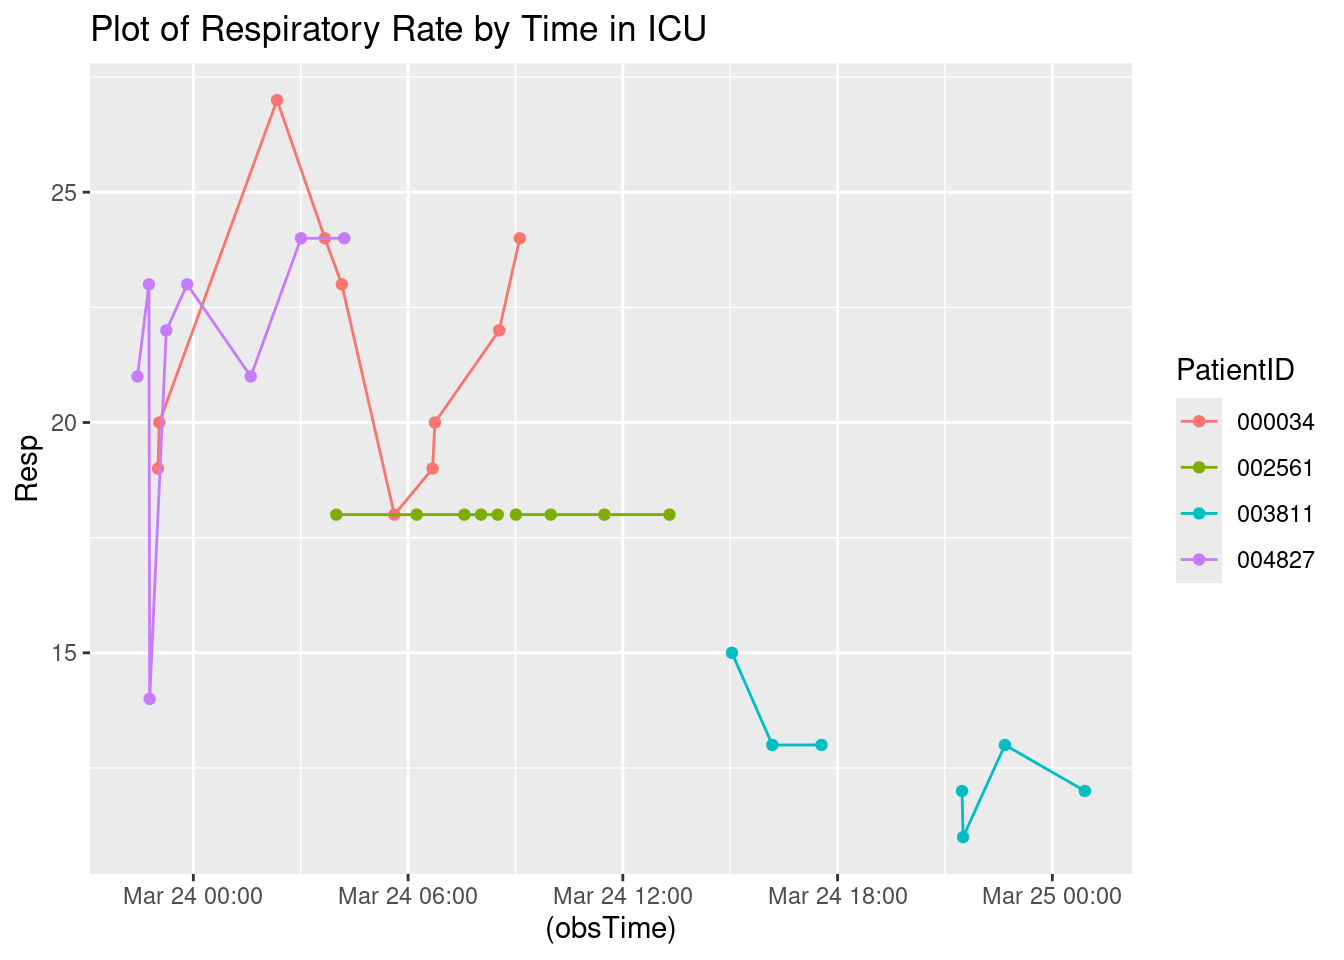 Plot of Respiratory Rate by Time in ICU
25
20
15
Resp
Mar 24 00:00 Mar 24 06:00 Mar 24 12:00 Mar 24 18:00 Mar 25 00:00
(obsTime)
PatientID
000034
002561
003811
004827